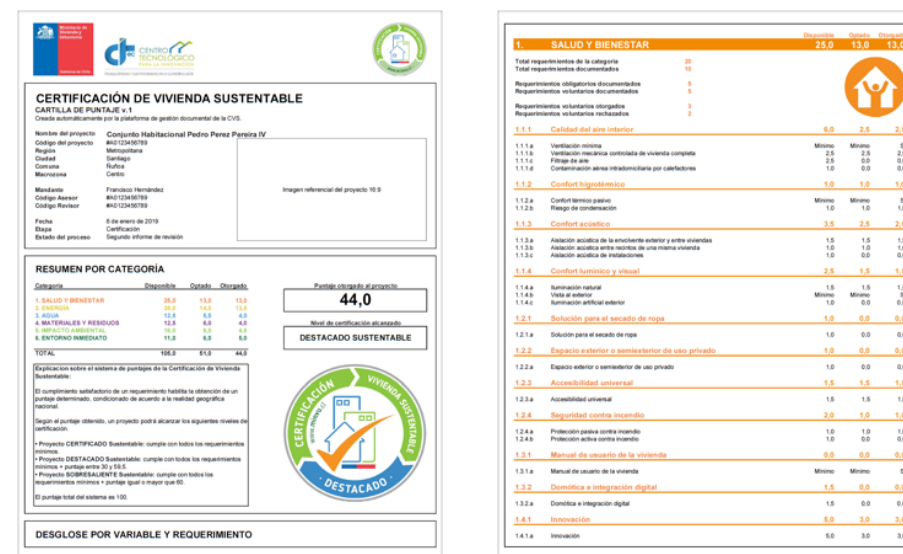 Ministerio de
Vivienda y
Urbanismo
Gobierno de Chile
ctec
CENTRO
TECNOLÓGICO
PARA LA INNOVACIÓN
CERTIFICACIÓN DE VIVIENDA SUSTENTABLE
CARTILLA DE PUNTAJE v.1
Creada automáticamente por la plataforma de gestión documental de la CVS.
Nombre del proyecto Conjunto Habitacional Pedro Perez Pereira IV
Código del proyecto #A0123456789
Región Metropolitana
Ciudad Santiago
Comuna Ñuñoa
Macrozona Centro
Mandante Francisco Hernández
Código Asesor #A0123456789
Código Revisor #A0123456789
Fecha 6 de enero de 2019
Etapa Certificación
Estado del proceso Segundo informe de revisión
Imagen referencial del proyecto 16:9
RESUMEN POR CATEGORÍA
Categoría Disponible Optado Otorgado
1. SALUD Y BIENESTAR 25,0 13,0 13,0
2. ENERGÍA
3. AGUA 12,5 5,5 4,0
4. MATERIALES Y RESIDUOS 12,5 6,0 4,0
5. IMPACTO AMBIENTAL
6. ENTORNO INMEDIATO 11,0 6,0 5,0
TOTAL 105,0 51,0 44,0
Puntaje otorgado al proyecto
44,0
Nivel de certificación alcanzado
DESTACADO SUSTENTABLE
Explicacion sobre el sistema de puntajes de la Certificación de Vivienda
Sustentable:
El cumplimiento satisfactorio de un requerimiento habilita la obtención de un
puntaje determinado, condicionado de acuerdo a la realidad geográfica
nacional.
Según el puntaje obtenido, un proyecto podrá alcanzar los siguientes niveles de
certificación.
• Proyecto CERTIFICADO Sustentable: cumple con todos los requerimientos
mínimos.
• Proyecto DESTACADO Sustentable: cumple con todos los requerimientos
mínimos + puntaje entre 30 y 59,5.
• Proyecto SOBRESALIENTE Sustentable: cumple con todos los
requerimientos mínimos + puntaje igual o mayor que 60.
El puntaje total del sistema es 100.
CERTIFICACIÓN VIVIENDA SUSTENTABLE
www.minvu.cl
DESTACADO
DESGLOSE POR VARIABLE Y REQUERIMIENTO
Disponible Optado Otorgado
1. SALUD Y BIENESTAR 25,0 13,0 13,0
Total requerimientos de la categoría 20
Total requerimientos documentados 10
Requerimientos obligatorios documentados 5
Requerimientos voluntarios documentados 5
Requerimientos voluntarios otorgados 3
Requerimientos voluntarios rechazados 2
1.1.1 Calidad del aire interior 6,0 2,5 2,
1.1.1.a Ventilación mínima Mínimo Mínimo S
1.1.1.b Ventilación mecánica controlada de vivienda completa 2.5 2.5 2.
1.1.1.c Filtraje de aire 2.5 0.0 0.
1.1.1.d Contaminación aérea intradomiciliaria por calefactores 1.0 0.0 0.
1.1.2 Confort higrotérmico 1,0 1,0 1,
1.1.2.a Confort térmico pasivo Mínimo Mínimo S
1.1.2.b Riesgo de condensación 1.0 1.0 1.
1.1.3 Confort acústico 3,5 2,5 2,
1.1.3.a Aislación acústica de la envolvente exterior y entre viviendas 1.5 1.5 1.
1.1.3.b Aislación acústica entre recintos de una misma vivienda 1.0 1.0 1.
1.1.3.c Aislación acústica de instalaciones 1.0 0.0 0.
1.1.4 Confort lumínico y visual 2,5 1,5 1,
1.1.4.a Iluminación natural 1.5 1.5 1.
1.1.4.b Vista al exterior Mínimo Mínimo S
1.1.4.c Iluminación artificial exterior 1.0 0.0 0.
1.2.1 Solución para el secado de ropa 1,0 0,0 0,
1.2.1.a Solución para el secado de ropa 1.0 0.0 0.
1.2.2 Espacio exterior o semiexterior de uso privado 1,0 0,0 0,
1.2.2.a Espacio exterior o semiexterior de uso privado 1.0 0.0 0.
1.2.3 Accesibilidad universal 1,5 1,5 1,
1.2.3.a Accesibilidad universal 1.5 1.5 1.
1.2.4 Seguridad contra incendio 2,0 1,0 1,
1.2.4.a Protección pasiva contra incendio 1.0 1.0 1.
1.2.4.b Protección activa contra incendio 1.0 0.0 0.
1.3.1 Manual de usuario de la vivienda 0,0 0,0 0,
1.3.1.a Manual de usuario de la vivienda Mínimo Mínimo S
1.3.2 Domótica e integración digital 1,5 0,0 0,
1.3.2.a Domótica e integración digital 1.5 0.0 0.
1.4.1 Innovación 5,0 3,0 3,
1.4.1.a Innovación 5.0 3.0 3.